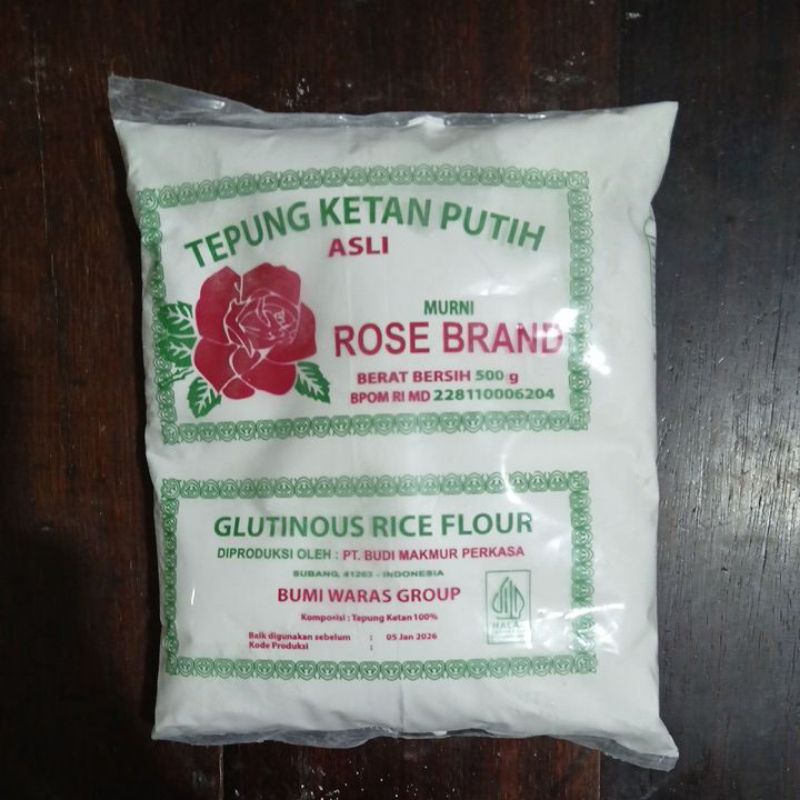 TEPUNG KETAN PUTIH
ASLI
MURNI
ROSE BRAND
BERAT BERSIH 500 g
BPOM RI MD 228110006204
GLUTINOUS RICE FLOUR
DIPRODUKSI OLEH : PT. BUDI MAKMUR PERKASA
SUBANG, 41263 - INDONESIA
BUMI WARAS GROUP
Komposisi : Tepung Ketan 100%
Baik digunakan sebelum : 05 Jan 2026
Kode Produksi :
HALAL